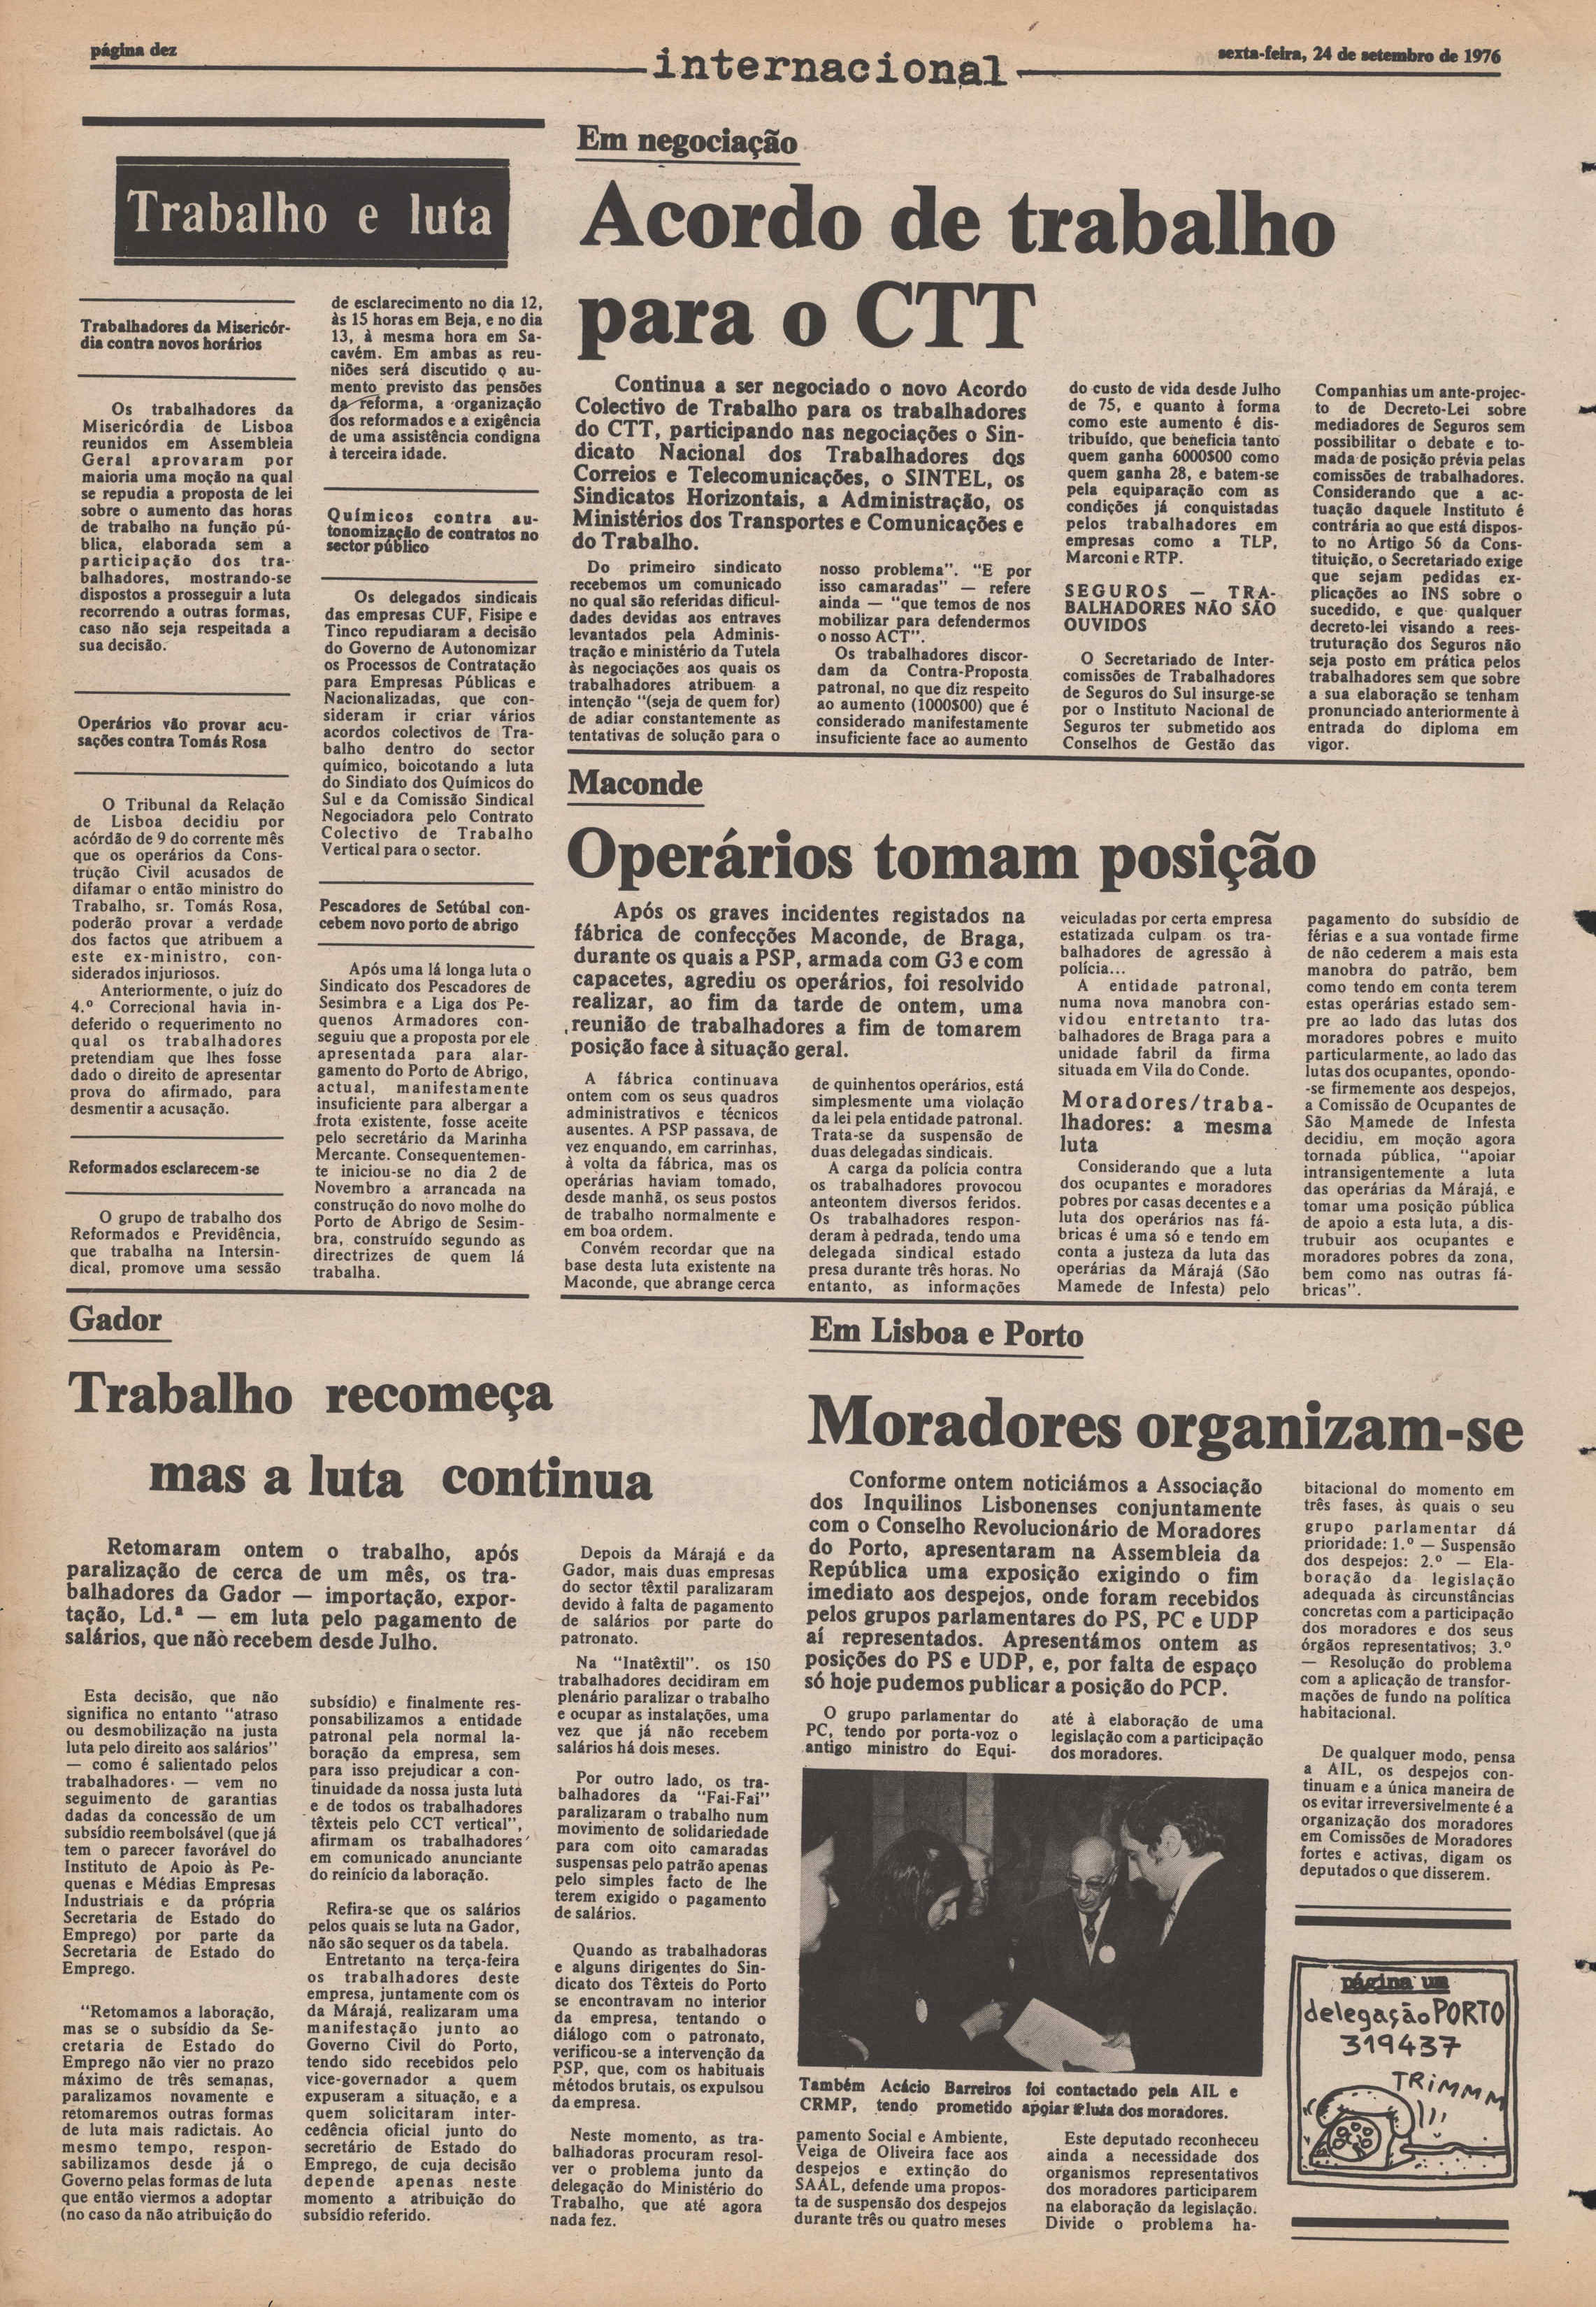 página dez
internacional
sexta-feira, 24 de setembro de 1976
Trabalho e luta
Trabalhadores da Misericór-
dia contra novos horários
Os trabalhadores da
Misericórdia de Lisboa
reunidos em Assembleia
Geral aprovaram por
maioria uma moção na qual
se repudia a proposta de lei
sobre o aumento das horas
de trabalho na função pú-
blica, elaborada sem a
participação dos tra-
balhadores, mostrando-se
dispostos a prosseguir a luta
recorrendo a outras formas,
caso não seja respeitada a
sua decisão.
Operários vão provar acu-
sações contra Tomás Rosa
O Tribunal da Relação
de Lisboa decidiu por
acórdão de 9 do corrente mês
que os operários da Cons-
trução Civil acusados de
difamar o então ministro do
Trabalho, sr. Tomás Rosa,
poderão provar a verdade
dos factos que atribuem a
este ex-ministro, con-
siderados injuriosos.
Anteriormente, o juíz do
4.º Correcional havia in-
deferido o requerimento no
qual os trabalhadores
pretendiam que lhes fosse
dado o direito de apresentar
prova do afirmado, para
desmentir a acusação.
Reformados esclarecem-se
O grupo de trabalho dos
Reformados e Previdência,
que trabalha na Intersin-
dical, promove uma sessão
de esclarecimento no dia 12,
às 15 horas em Beja, e no dia
13, à mesma hora em Sa-
cavém. Em ambas as reu-
niões será discutido o au-
mento previsto das pensões
da reforma, a organização
dos reformados e a exigência
de uma assistência condigna
à terceira idade.
Químicos contra au-
tonomização de contratos no
sector público
Os delegados sindicais
das empresas CUF, Fisipe e
Tinco repudiaram a decisão
do Governo de Autonomizar
os Processos de Contratação
para Empresas Públicas e
Nacionalizadas, que con-
sideram ir criar vários
acordos colectivos de Tra-
balho dentro do sector
químico, boicotando a luta
do Sindiato dos Químicos do
Sul e da Comissão Sindical
Negociadora pelo Contrato
Colectivo de Trabalho
Vertical para o sector.
Pescadores de Setúbal con-
cebem novo porto de abrigo
Após uma lá longa luta o
Sindicato dos Pescadores de
Sesimbra e a Liga dos Pe-
quenos Armadores con-
seguiu que a proposta por ele
apresentada para alar-
gamento do Porto de Abrigo,
actual, manifestamente
insuficiente para albergar a
frota existente, fosse aceite
pelo secretário da Marinha
Mercante. Consequentemen-
te iniciou-se no dia 2 de
Novembro a arrancada na
construção do novo molhe do
Porto de Abrigo de Sesim-
bra, construído segundo as
directrizes de quem lá
trabalha.
Em negociação
Acordo de trabalho
para o CTT
Continua a ser negociado o novo Acordo
Colectivo de Trabalho para os trabalhadores
do CTT, participando nas negociações o Sin-
dicato Nacional dos Trabalhadores dos
Correios e Telecomunicações, o SINTEL, os
Sindicatos Horizontais, a Administração, os
Ministérios dos Transportes e Comunicações e
do Trabalho.
Do primeiro sindicato
recebemos um comunicado
no qual são referidas dificul-
dades devidas aos entraves
levantados pela Adminis-
tração e ministério da Tutela
às negociações aos quais os
trabalhadores atribuem a
intenção "(seja de quem for)
de adiar constantemente as
tentativas de solução para o
nosso problema". "E por
isso camaradas" — refere
ainda — "que temos de nos
mobilizar para defendermos
o nosso ACT".
Os trabalhadores discor-
dam da Contra-Proposta
patronal, no que diz respeito
ao aumento (1000$00) que é
considerado manifestamente
insuficiente face ao aumento
do custo de vida desde Julho
de 75, e quanto à forma
como este aumento é dis-
tribuído, que beneficia tanto
quem ganha 6000$00 como
quem ganha 28, e batem-se
pela equiparação com as
condições já conquistadas
pelos trabalhadores em
empresas como a TLP,
Marconi e RTP.
SEGUROS — TRA-
BALHADORES NÃO SÃO
OUVIDOS
O Secretariado de Inter-
comissões de Trabalhadores
de Seguros do Sul insurge-se
por o Instituto Nacional de
Seguros ter submetido aos
Conselhos de Gestão das
Companhias um ante-projec-
to de Decreto-Lei sobre
mediadores de Seguros sem
possibilitar o debate e to-
mada de posição prévia pelas
comissões de trabalhadores.
Considerando que a ac-
tuação daquele Instituto é
contrária ao que está dispos-
to no Artigo 56 da Cons-
tituição, o Secretariado exige
que sejam pedidas ex-
plicações ao INS sobre o
sucedido, e que qualquer
decreto-lei visando a rees-
truturação dos Seguros não
seja posto em prática pelos
trabalhadores sem que sobre
a sua elaboração se tenham
pronunciado anteriormente à
entrada do diploma em
vigor.
Maconde
Operários tomam posição
Após os graves incidentes registados na
fábrica de confecções Maconde, de Braga,
durante os quais a PSP, armada com G3 e com
capacetes, agrediu os operários, foi resolvido
realizar, ao fim da tarde de ontem, uma
reunião de trabalhadores a fim de tomarem
posição face à situação geral.
A fábrica continuava
ontem com os seus quadros
administrativos e técnicos
ausentes. A PSP passava, de
vez enquando, em carrinhas,
à volta da fábrica, mas os
operárias haviam tomado,
desde manhã, os seus postos
de trabalho normalmente e
em boa ordem.
Convém recordar que na
base desta luta existente na
Maconde, que abrange cerca
de quinhentos operários, está
simplesmente uma violação
da lei pela entidade patronal.
Trata-se da suspensão de
duas delegadas sindicais.
A carga da polícia contra
os trabalhadores provocou
anteontem diversos feridos.
Os trabalhadores respon-
deram à pedrada, tendo uma
delegada sindical estado
presa durante três horas. No
entanto, as informações
veiculadas por certa empresa
estatizada culpam os tra-
balhadores de agressão à
polícia...
A entidade patronal,
numa nova manobra con-
vidou entretanto tra-
balhadores de Braga para a
unidade fabril da firma
situada em Vila do Conde.
Moradores/traba-
lhadores: a mesma
luta
Considerando que a luta
dos ocupantes e moradores
pobres por casas decentes e a
luta dos operários nas fá-
bricas é uma só e tendo em
conta a justeza da luta das
operárias da Márajá (São
Mamede de Infesta) pelo
pagamento do subsídio de
férias e a sua vontade firme
de não cederem a mais esta
manobra do patrão, bem
como tendo em conta terem
estas operárias estado sem-
pre ao lado das lutas dos
moradores pobres e muito
particularmente, ao lado das
lutas dos ocupantes, opondo-
-se firmemente aos despejos,
a Comissão de Ocupantes de
São Mamede de Infesta
decidiu, em moção agora
tornada pública, "apoiar
intransigentemente a luta
das operárias da Márajá, e
tomar uma posição pública
de apoio a esta luta, a dis-
trubuir aos ocupantes e
moradores pobres da zona,
bem como nas outras fá-
bricas".
Gador
Trabalho recomeça
mas a luta continua
Retomaram ontem o trabalho, após
paralização de cerca de um mês, os tra-
balhadores da Gador — importação, expor-
tação, Ld.ª — em luta pelo pagamento de
salários, que não recebem desde Julho.
Esta decisão, que não
significa no entanto "atraso
ou desmobilização na justa
luta pelo direito aos salários"
— como é salientado pelos
trabalhadores — vem no
seguimento de garantias
dadas da concessão de um
subsídio reembolsável (que já
tem o parecer favorável do
Instituto de Apoio às Pe-
quenas e Médias Empresas
Industriais e da própria
Secretaria de Estado do
Emprego) por parte da
Secretaria de Estado do
Emprego.
"Retomamos a laboração,
mas se o subsídio da Se-
cretaria de Estado do
Emprego não vier no prazo
máximo de três semanas,
paralizamos novamente e
retomaremos outras formas
de luta mais radictais. Ao
mesmo tempo, respon-
sabilizamos desde já o
Governo pelas formas de luta
que então viermos a adoptar
(no caso da não atribuição do
subsídio) e finalmente res-
ponsabilizamos a entidade
patronal pela normal la-
boração da empresa, sem
para isso prejudicar a con-
tinuidade da nossa justa luta
e de todos os trabalhadores
têxteis pelo CCT vertical",
afirmam os trabalhadores
em comunicado anunciante
do reinício da laboração.
Refira-se que os salários
pelos quais se luta na Gador,
não são sequer os da tabela.
Entretanto na terça-feira
os trabalhadores deste
empresa, juntamente com os
da Márajá, realizaram uma
manifestação junto ao
Governo Civil do Porto,
tendo sido recebidos pelo
vice-governador a quem
expuseram a situação, e a
quem solicitaram inter-
cedência oficial junto do
secretário de Estado do
Emprego, de cuja decisão
depende apenas neste
momento a atribuição do
subsídio referido.
Depois da Márajá e da
Gador, mais duas empresas
do sector têxtil paralizaram
devido à falta de pagamento
de salários por parte do
patronato.
Na "Inatêxtil". os 150
trabalhadores decidiram em
plenário paralizar o trabalho
e ocupar as instalações, uma
vez que já não recebem
salários há dois meses.
Por outro lado, os tra-
balhadores da "Fai-Fai"
paralizaram o trabalho num
movimento de solidariedade
para com oito camaradas
suspensas pelo patrão apenas
pelo simples facto de lhe
terem exigido o pagamento
de salários.
Quando as trabalhadoras
e alguns dirigentes do Sin-
dicato dos Têxteis do Porto
se encontravam no interior
da empresa, tentando o
diálogo com o patronato,
verificou-se a intervenção da
PSP, que, com os habituais
métodos brutais, os expulsou
da empresa.
Neste momento, as tra-
balhadoras procuram resol-
ver o problema junto da
delegação do Ministério do
Trabalho, que até agora
nada fez.
Em Lisboa e Porto
Moradores organizam-se
Conforme ontem noticiámos a Associação
dos Inquilinos Lisbonenses conjuntamente
com o Conselho Revolucionário de Moradores
do Porto, apresentaram na Assembleia da
República uma exposição exigindo o fim
imediato aos despejos, onde foram recebidos
pelos grupos parlamentares do PS, PC e UDP
aí representados. Apresentámos ontem as
posições do PS e UDP, e, por falta de espaço
só hoje pudemos publicar a posição do PCP.
O grupo parlamentar do
PC, tendo por porta-voz o
antigo ministro do Equi-
até à elaboração de uma
legislação com a participação
dos moradores.
Também Acácio Barreiros foi contactado pela AIL e
CRMP, tendo prometido apoiar a luta dos moradores.
pamento Social e Ambiente,
Veiga de Oliveira face aos
despejos e extinção do
SAAL, defende uma propos-
ta de suspensão dos despejos
durante três ou quatro meses
Este deputado reconheceu
ainda a necessidade dos
organismos representativos
dos moradores participarem
na elaboração da legislação.
Divide o problema ha-
bitacional do momento em
três fases, às quais o seu
grupo parlamentar dá
prioridade: 1.º — Suspensão
dos despejos: 2.º — Ela-
boração da legislação
adequada às circunstâncias
concretas com a participação
dos moradores e dos seus
órgãos representativos; 3.º
— Resolução do problema
com a aplicação de transfor-
mações de fundo na política
habitacional.
De qualquer modo, pensa
a AIL, os despejos con-
tinuam e a única maneira de
os evitar irreversivelmente é a
organização dos moradores
em Comissões de Moradores
fortes e activas, digam os
deputados o que disserem.
página um
delegação PORTO
319437
TRiMMM